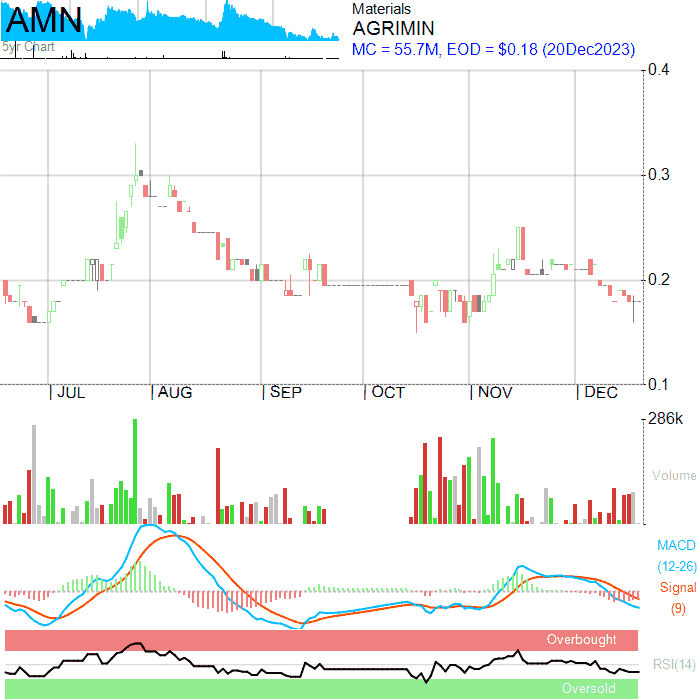 AMN
5yr Chart
Materials
AGRIMIN
MC = 55.7M, EOD = $0.18 (20Dec2023)
0.4
0.3
0.2
0.1
JUL AUG SEP OCT NOV DEC
286k
Volume
MACD
(12-26)
Signal
(9)
Overbought
RSI(14)
Oversold